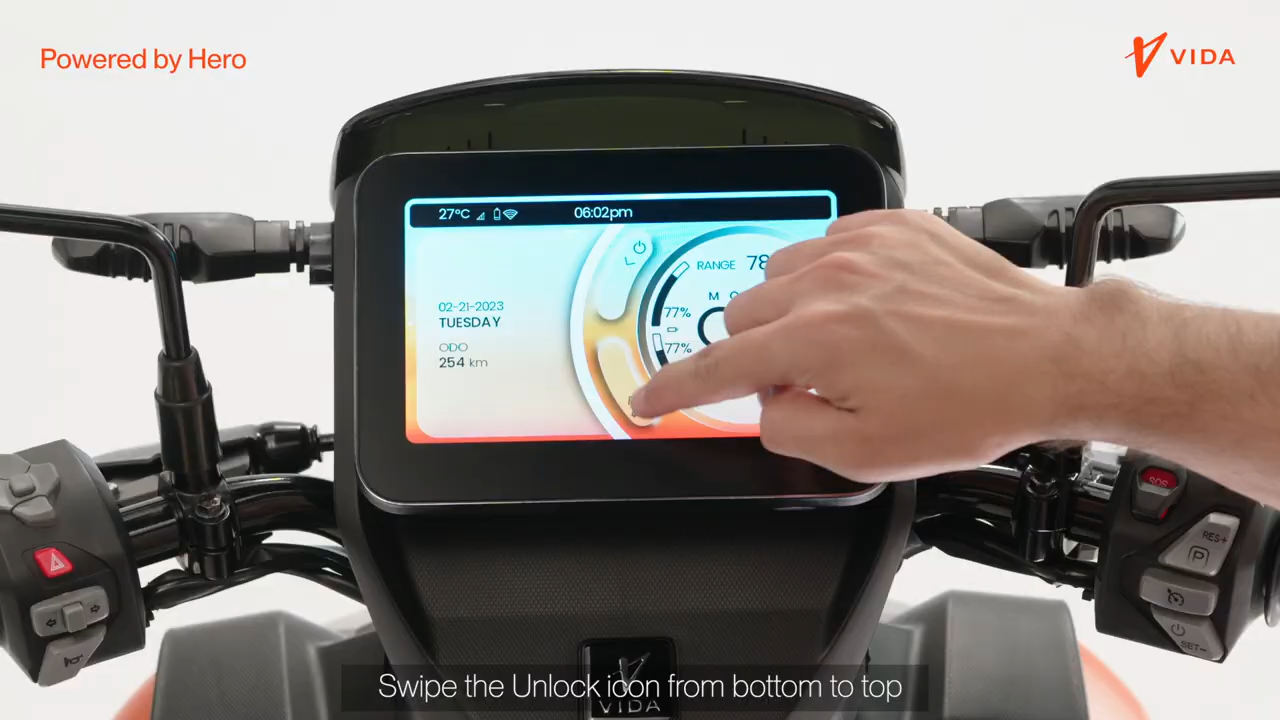 Powered by Hero
VIDA
27°C
06:02pm
RANGE 78
02-21-2023
TUESDAY
ODO
254 km
M O
77%
77%
SOS
RES+
P
SET-
VIDA
Swipe the Unlock icon from bottom to top